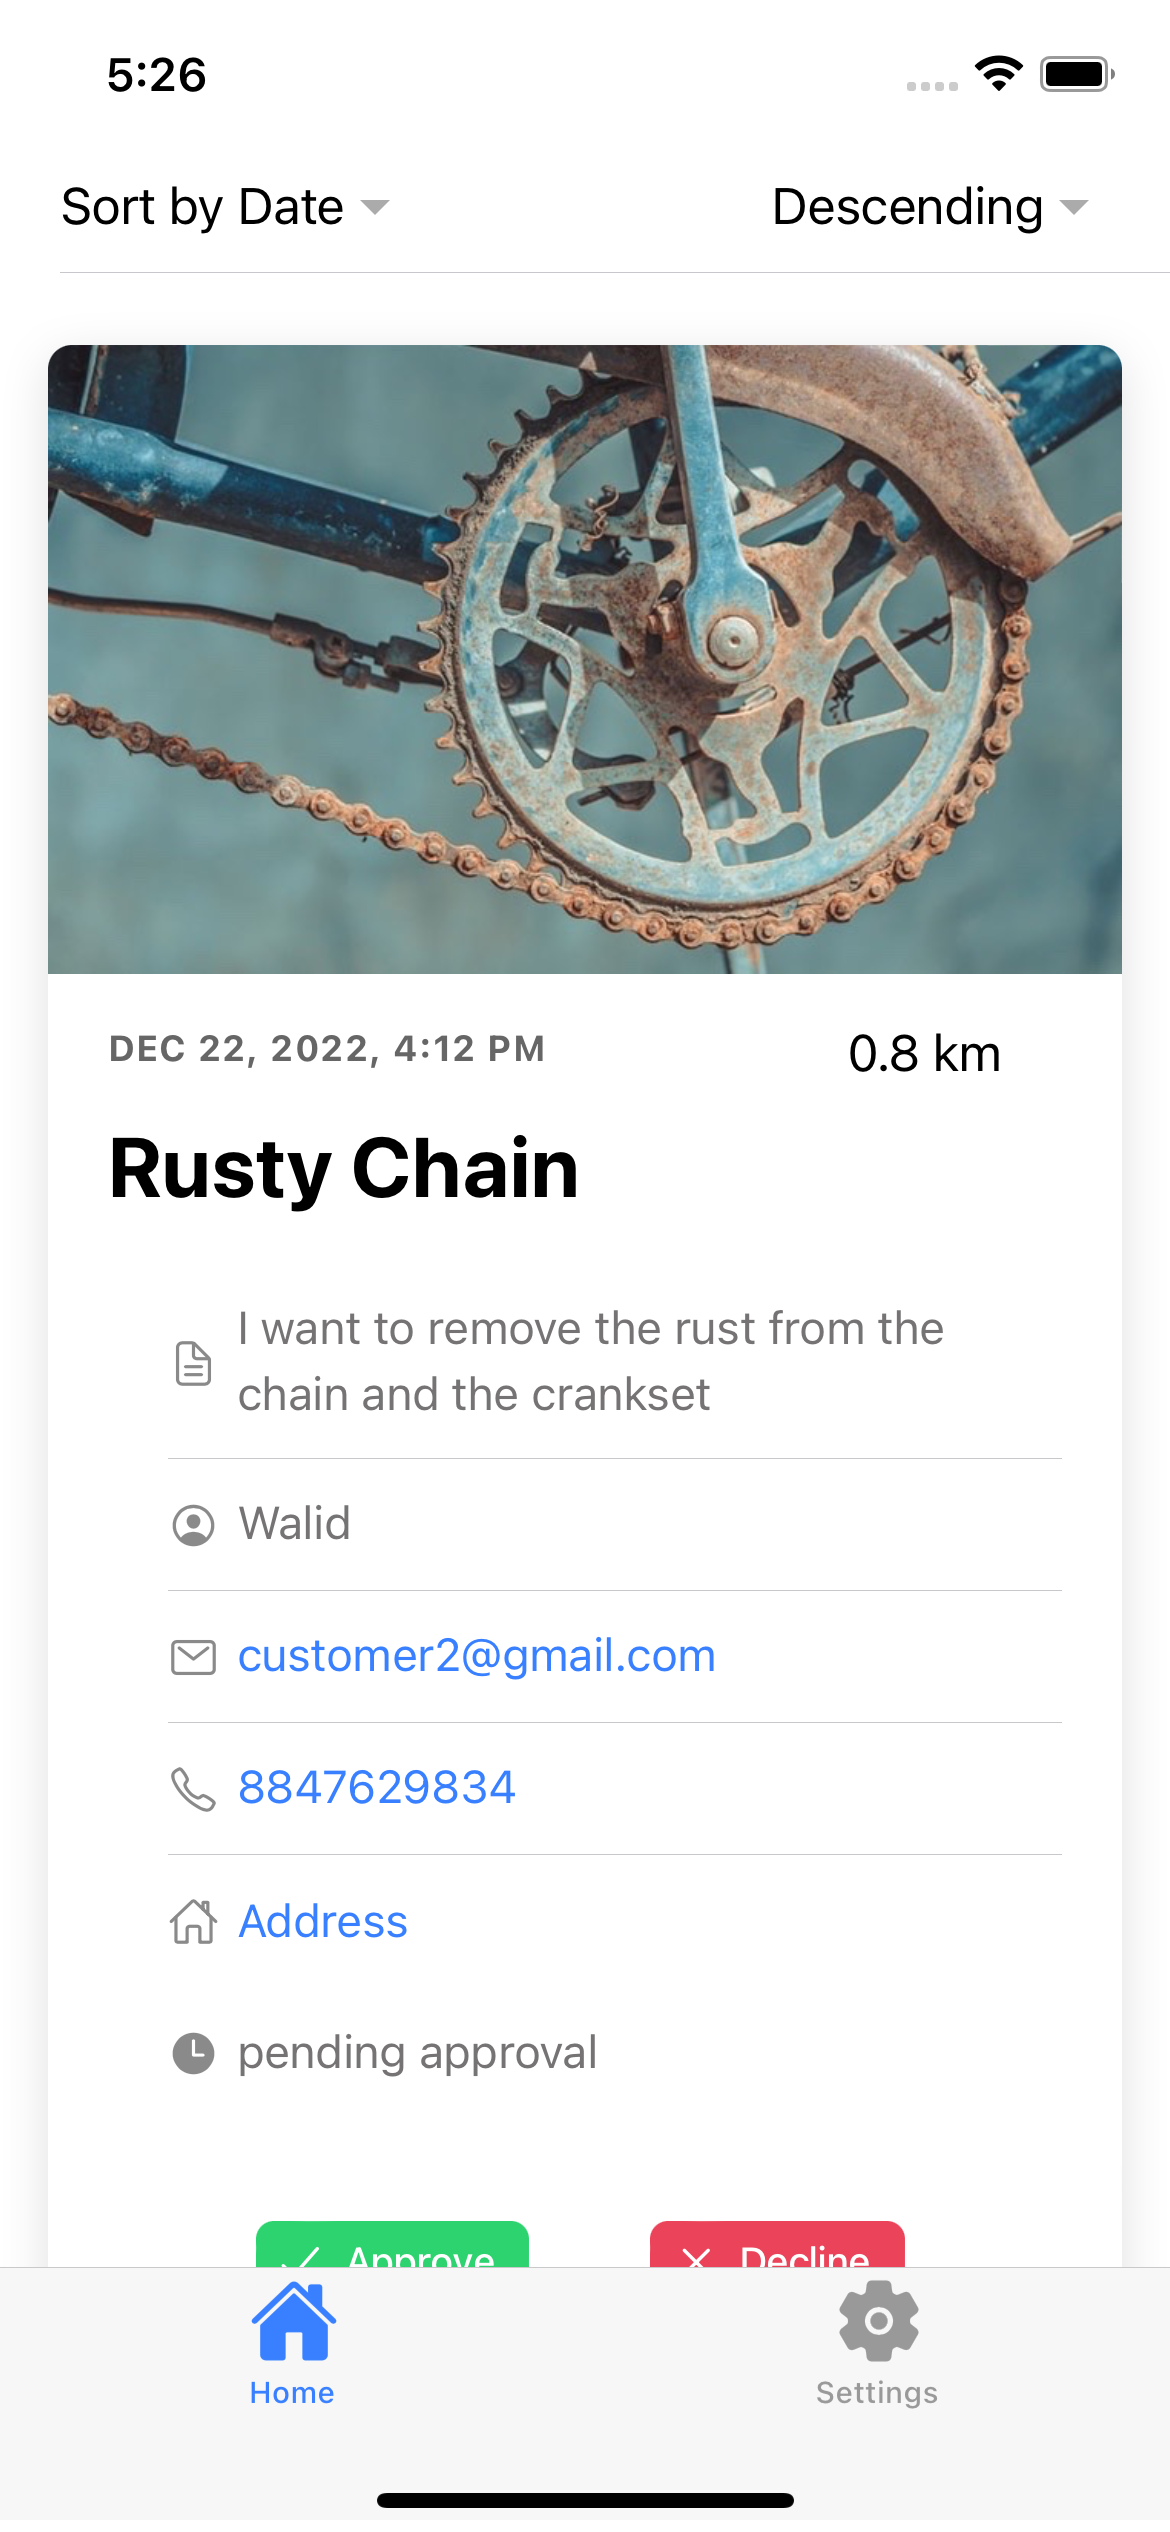 5:26
Sort by Date
Descending
DEC 22, 2022, 4:12 PM
0.8 km
Rusty Chain
I want to remove the rust from the
chain and the crankset
Walid
customer2@gmail.com
8847629834
Address
pending approval
Approve
Decline
Home
Settings